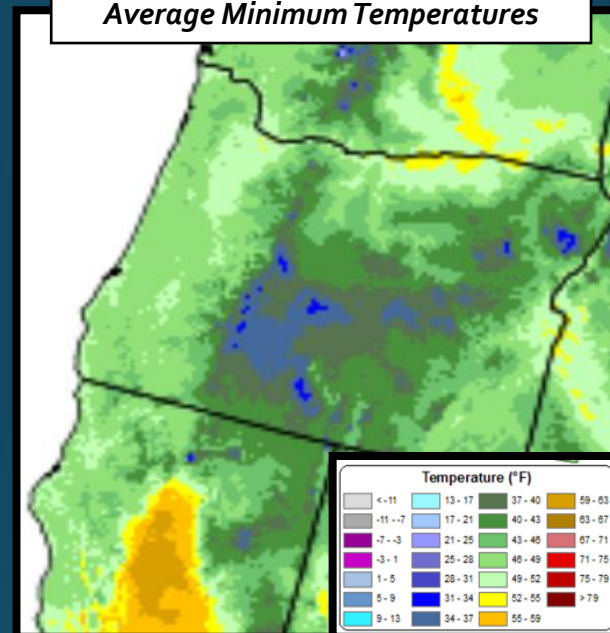 Average Minimum Temperatures
Temperature (°F)
< -11 13 - 17 37 - 40 59 - 63
-11 - -7 17 - 21 40 - 43 63 - 67
-7 - -3 21 - 25 43 - 46 67 - 71
-3 - 1 25 - 28 46 - 49 71 - 75
1 - 5 28 - 31 49 - 52 75 - 79
5 - 9 31 - 34 52 - 55 > 79
9 - 13 34 - 37 55 - 59